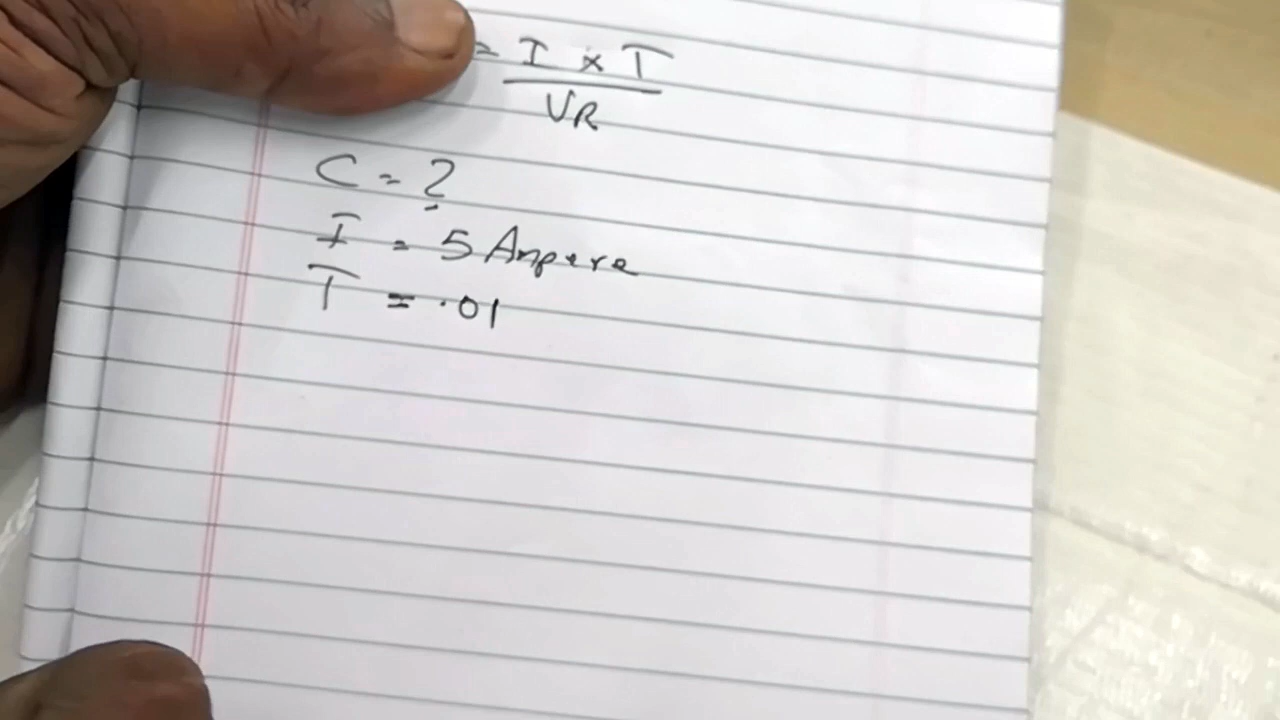 = I × T
VR
C = ?
I = 5 Ampere
T = .01